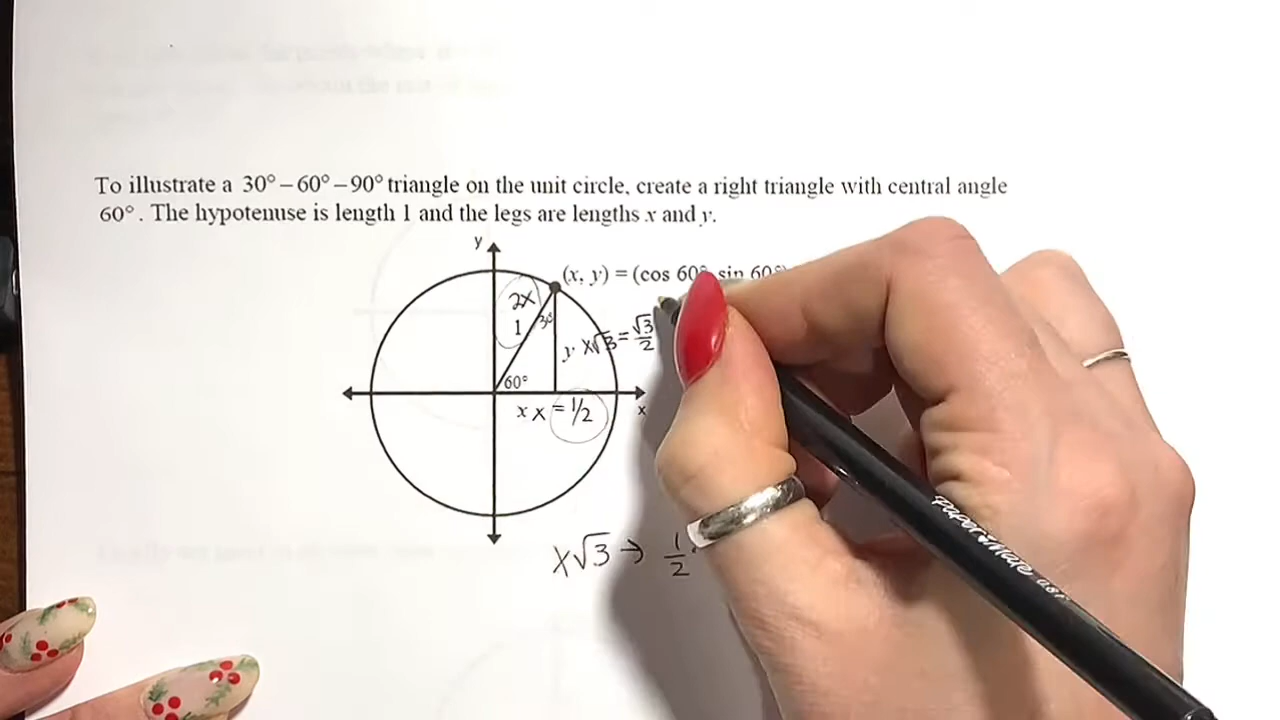 To illustrate a 30° – 60° – 90° triangle on the unit circle, create a right triangle with central angle
60°. The hypotenuse is length 1 and the legs are lengths x and y.
y
(x, y) = (cos 60°, sin 60°)
2x
1
30
y x√3 = √3/2
60°
x x = 1/2
x
x√3 → 1/2 ·
Paper Mate